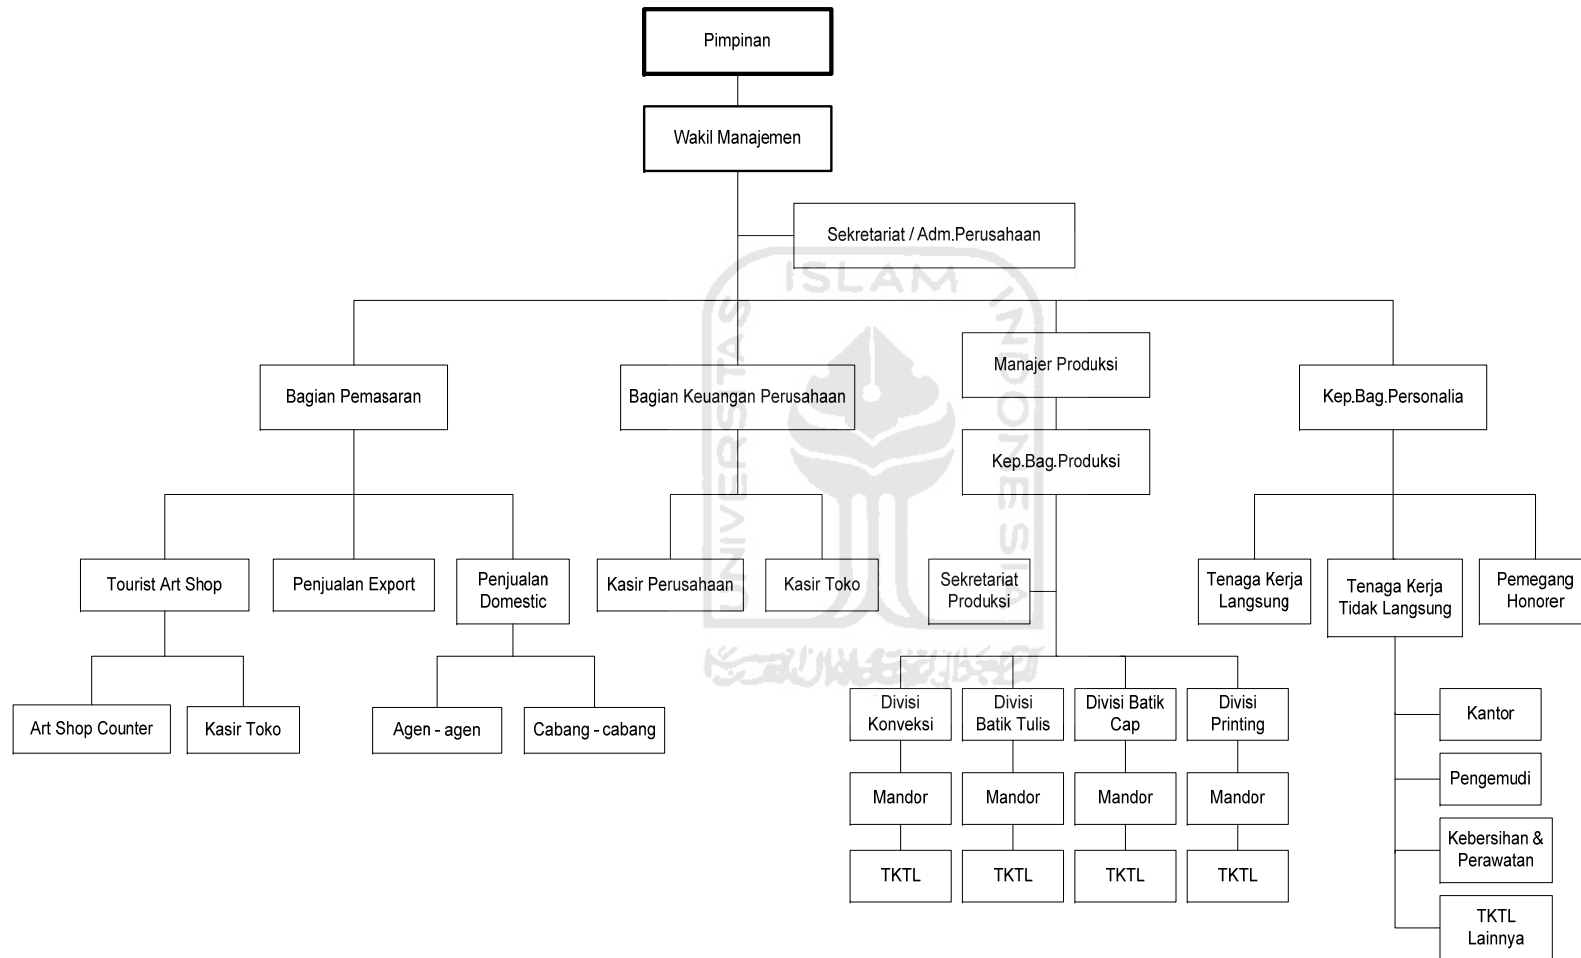 Pimpinan
Wakil Manajemen
Sekretariat / Adm.Perusahaan
ISLAM
UNIVERSITAS
INDONESIA
Manajer Produksi
Bagian Pemasaran
Bagian Keuangan Perusahaan
Kep.Bag.Personalia
Kep.Bag.Produksi
Tourist Art Shop
Penjualan Export
Penjualan
Domestic
Kasir Perusahaan
Kasir Toko
Sekretariat
Produksi
Tenaga Kerja
Langsung
Tenaga Kerja
Tidak Langsung
Pemegang
Honorer
Art Shop Counter
Kasir Toko
Agen - agen
Cabang - cabang
Divisi
Konveksi
Divisi
Batik Tulis
Divisi Batik
Cap
Divisi
Printing
Kantor
Mandor
Mandor
Mandor
Mandor
Pengemudi
TKTL
TKTL
TKTL
TKTL
Kebersihan &
Perawatan
TKTL
Lainnya